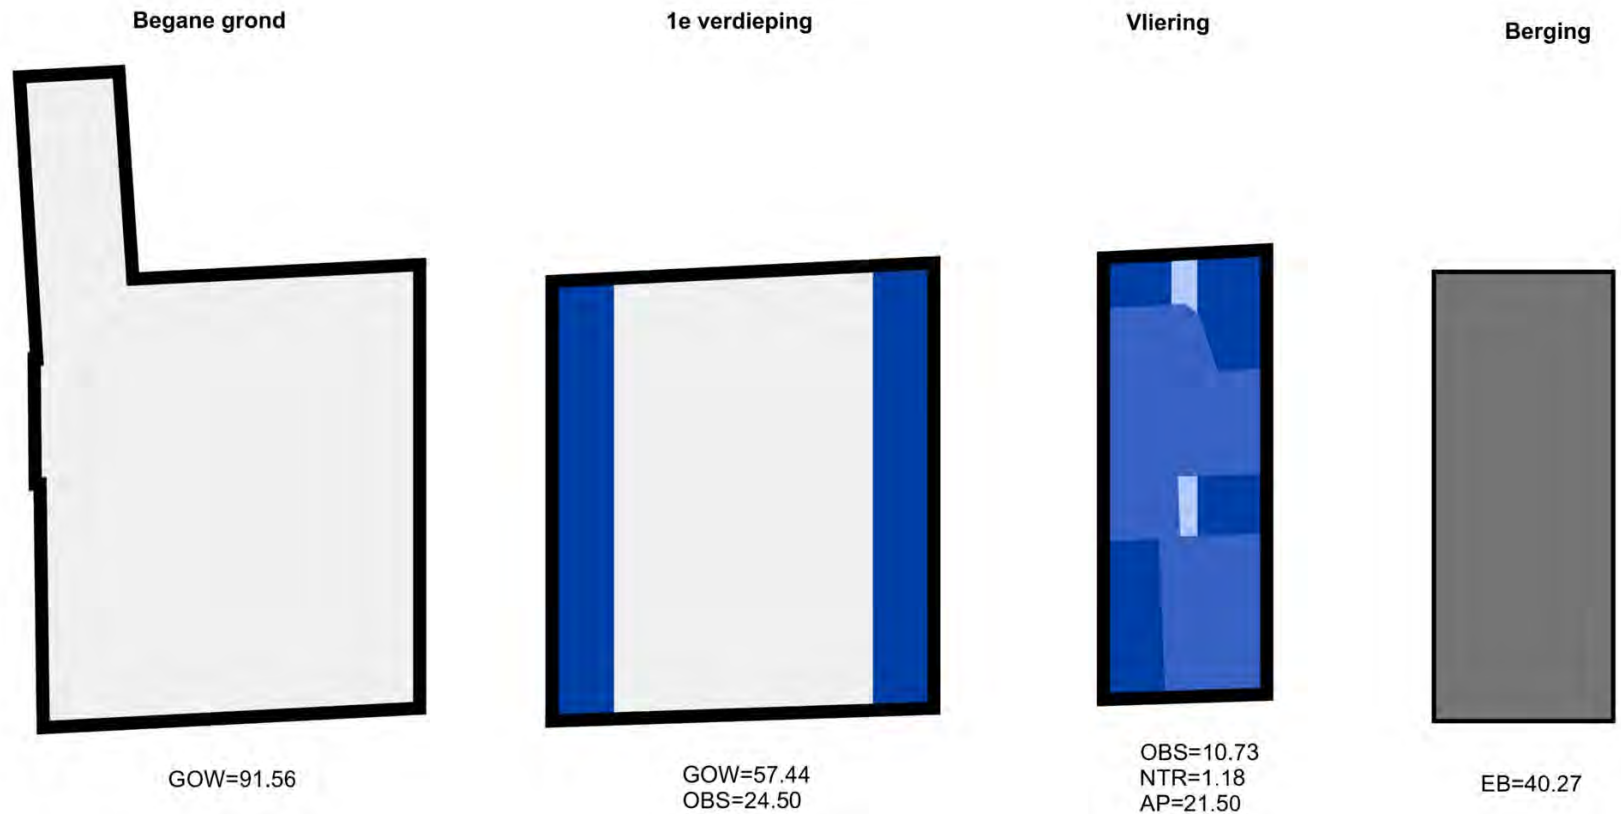 Begane grond
1e verdieping
Vliering
Berging
GOW=91.56
GOW=57.44
OBS=24.50
OBS=10.73
NTR=1.18
AP=21.50
EB=40.27